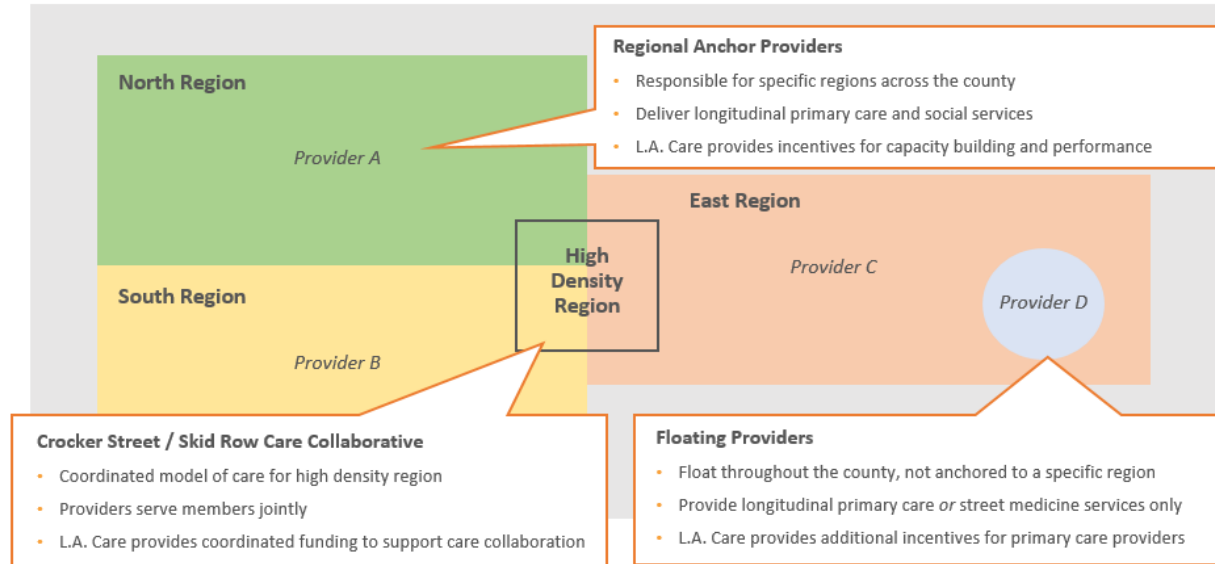 Regional Anchor Providers
• Responsible for specific regions across the county
• Deliver longitudinal primary care and social services
• L.A. Care provides incentives for capacity building and performance
North Region
Provider A
East Region
Provider C
Provider D
High
Density
Region
South Region
Provider B
Crocker Street / Skid Row Care Collaborative
• Coordinated model of care for high density region
• Providers serve members jointly
• L.A. Care provides coordinated funding to support care collaboration
Floating Providers
• Float throughout the county, not anchored to a specific region
• Provide longitudinal primary care or street medicine services only
• L.A. Care provides additional incentives for primary care providers